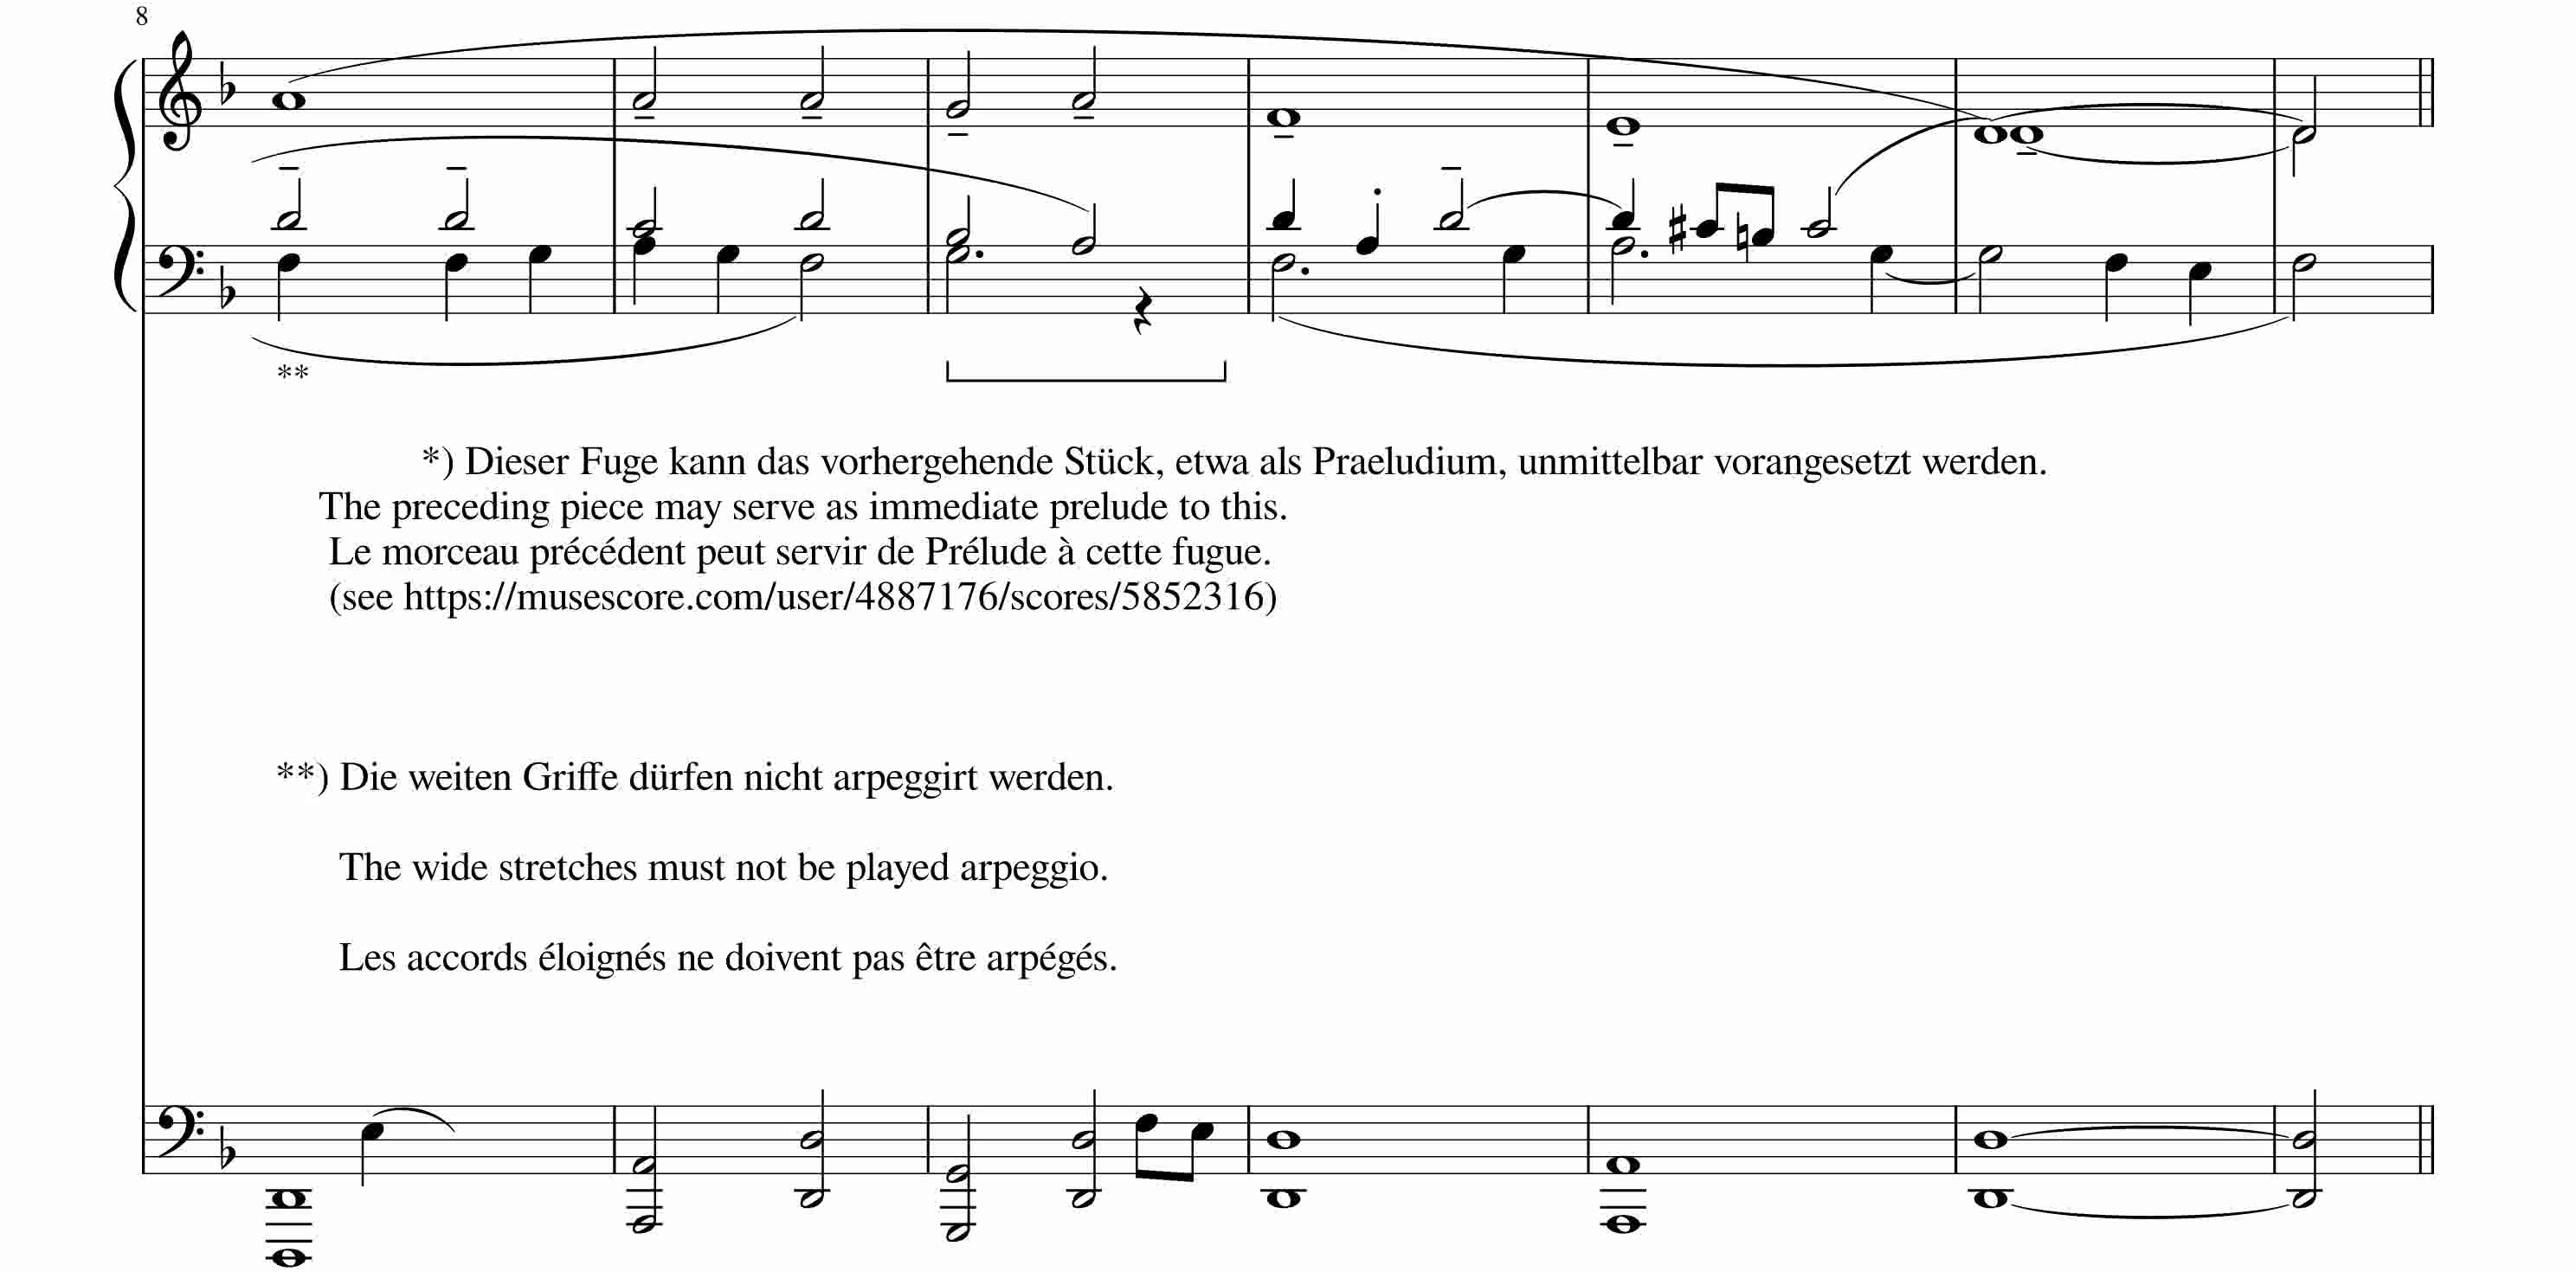 8
**
*) Dieser Fuge kann das vorhergehende Stück, etwa als Praeludium, unmittelbar vorangesetzt werden.
The preceding piece may serve as immediate prelude to this.
Le morceau précédent peut servir de Prélude à cette fugue.
(see https://musescore.com/user/4887176/scores/5852316)
**) Die weiten Griffe dürfen nicht arpeggirt werden.
The wide stretches must not be played arpeggio.
Les accords éloignés ne doivent pas être arpégés.